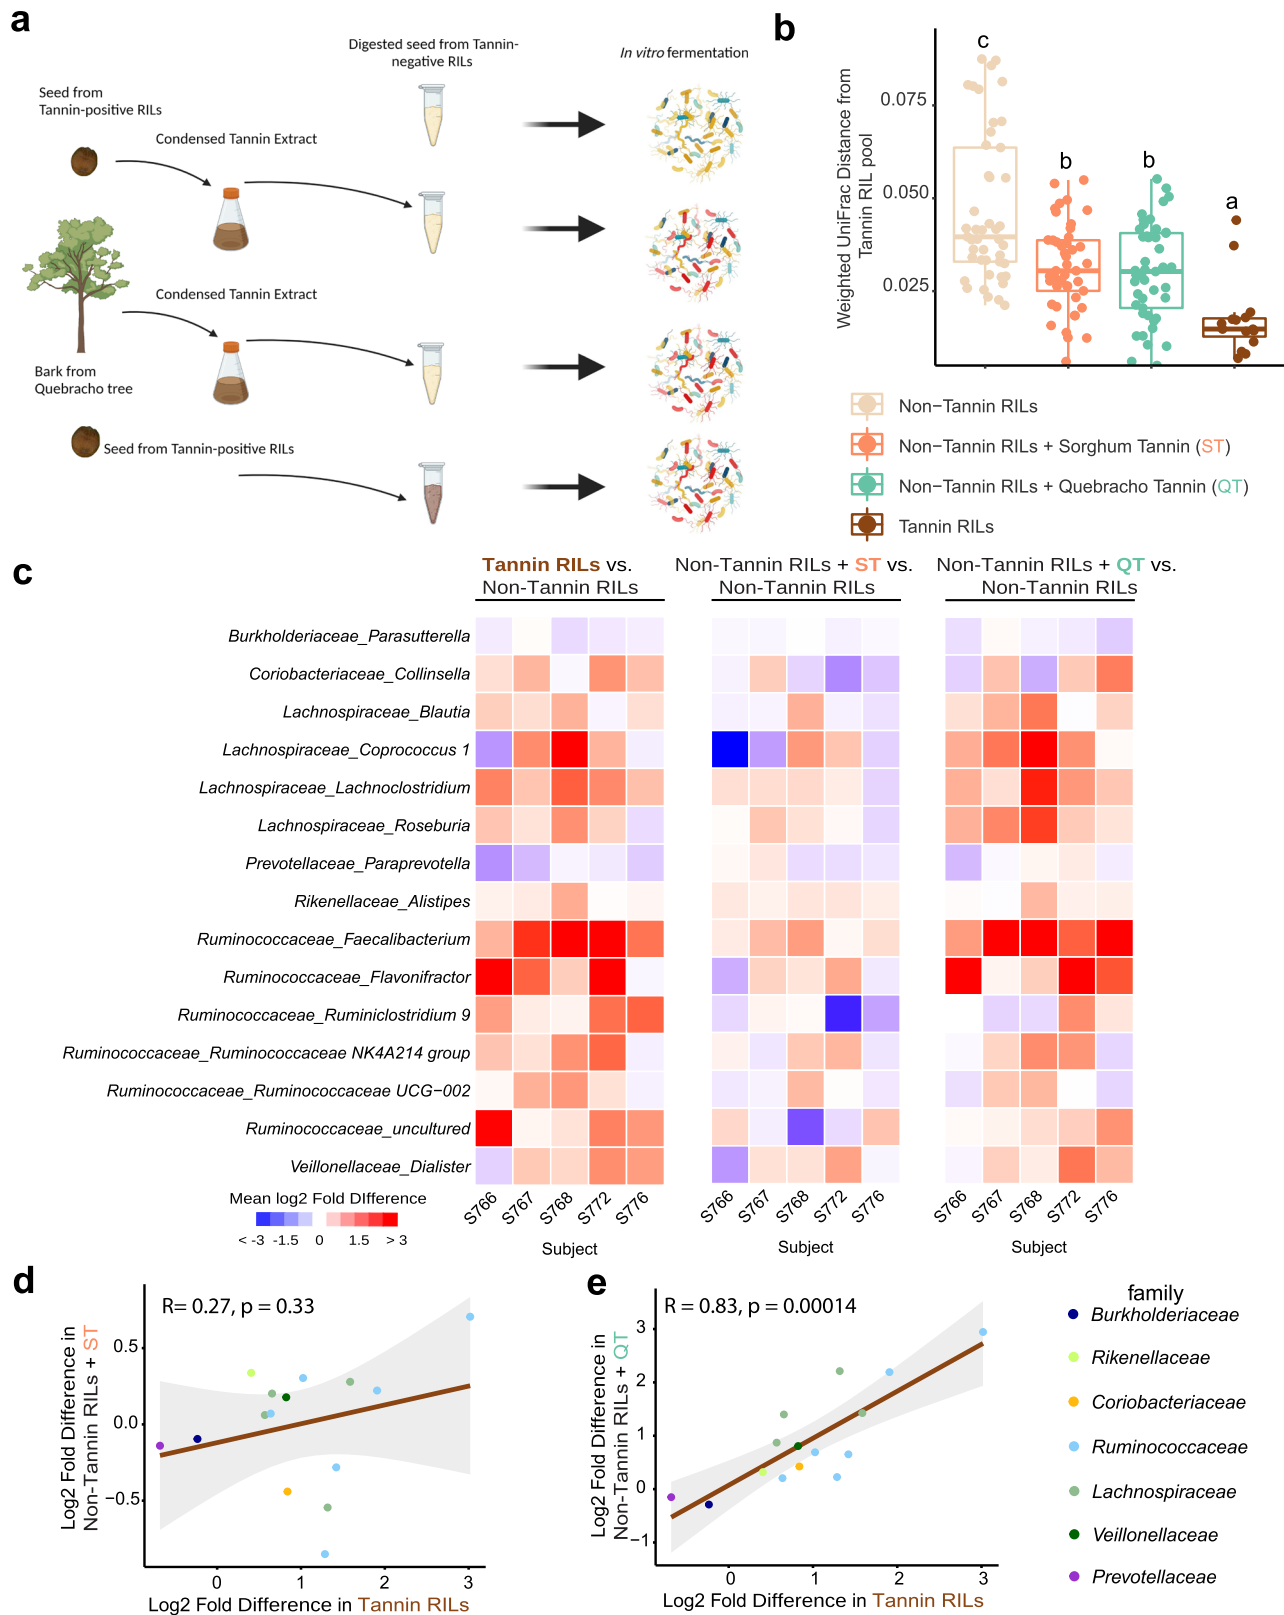 a
Digested seed from Tannin-
negative RILs
In vitro fermentation
Seed from
Tannin-positive RILs
Condensed Tannin Extract
Condensed Tannin Extract
Bark from
Quebracho tree
Seed from Tannin-positive RILs
b
Weighted UniFrac Distance from
Tannin RIL pool
0.075
0.050
0.025
c
b
b
a
Non−Tannin RILs
Non−Tannin RILs + Sorghum Tannin (ST)
Non−Tannin RILs + Quebracho Tannin (QT)
Tannin RILs
c
Tannin RILs vs.
Non-Tannin RILs
Non-Tannin RILs + ST vs.
Non-Tannin RILs
Non-Tannin RILs + QT vs.
Non-Tannin RILs
Burkholderiaceae_Parasutterella
Coriobacteriaceae_Collinsella
Lachnospiraceae_Blautia
Lachnospiraceae_Coprococcus 1
Lachnospiraceae_Lachnoclostridium
Lachnospiraceae_Roseburia
Prevotellaceae_Paraprevotella
Rikenellaceae_Alistipes
Ruminococcaceae_Faecalibacterium
Ruminococcaceae_Flavonifractor
Ruminococcaceae_Ruminiclostridium 9
Ruminococcaceae_Ruminococcaceae NK4A214 group
Ruminococcaceae_Ruminococcaceae UCG−002
Ruminococcaceae_uncultured
Veillonellaceae_Dialister
S766 S767 S768 S772 S776
S766 S767 S768 S772 S776
S766 S767 S768 S772 S776
Subject
Subject
Subject
Mean log2 Fold DIfference
< -3 -1.5 0 1.5 > 3
d
R= 0.27, p = 0.33
Log2 Fold Difference in
Non-Tannin RILs + ST
0.5
0.0
−0.5
0 1 2 3
Log2 Fold Difference in Tannin RILs
e
R = 0.83, p = 0.00014
Log2 Fold Difference in
Non-Tannin RILs + QT
3
2
1
0
−1
0 1 2 3
Log2 Fold Difference in Tannin RILs
family
Burkholderiaceae
Rikenellaceae
Coriobacteriaceae
Ruminococcaceae
Lachnospiraceae
Veillonellaceae
Prevotellaceae